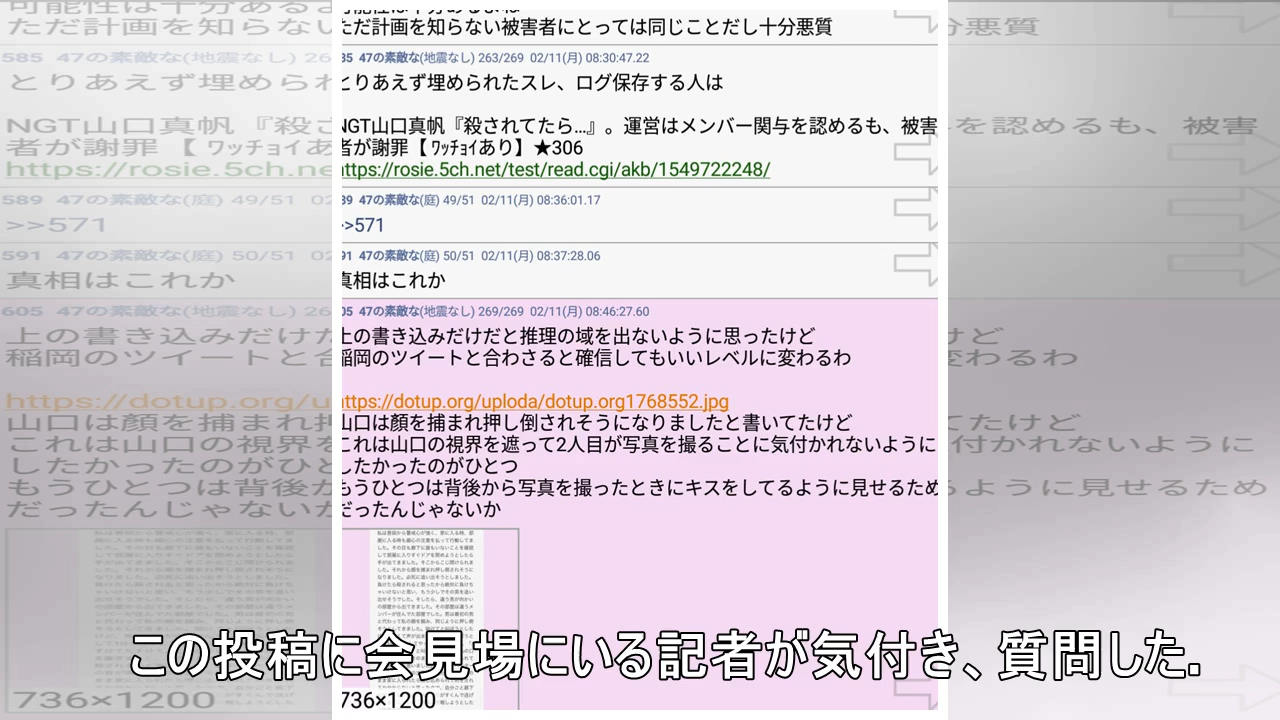 ただ計画を知らない被害者にとっては同じことだし十分悪質
585 47の素敵な(地震なし) 263/269 02/11(月) 08:30:47.22
とりあえず埋められたスレ、ログ保存する人は
NGT山口真帆『殺されてたら…』。運営はメンバー関与を認めるも、被害
者が謝罪【ﾜｯﾁｮｲあり】★306
https://rosie.5ch.net/test/read.cgi/akb/1549722248/
589 47の素敵な(庭) 49/51 02/11(月) 08:36:01.17
>>571
591 47の素敵な(庭) 50/51 02/11(月) 08:37:28.06
真相はこれか
605 47の素敵な(地震なし) 269/269 02/11(月) 08:46:27.60
上の書き込みだけだと推理の域を出ないように思ったけど
稲岡のツイートと合わさると確信してもいいレベルに変わるわ
https://dotup.org/uploda/dotup.org1768552.jpg
山口は顔を捕まれ押し倒されそうになりましたと書いてたけど
これは山口の視界を遮って2人目が写真を撮ることに気付かれないように
したかったのがひとつ
もうひとつは背後から写真を撮ったときにキスをしてるように見せるため
だったんじゃないか
736×1200
この投稿に会見場にいる記者が気付き、質問した.